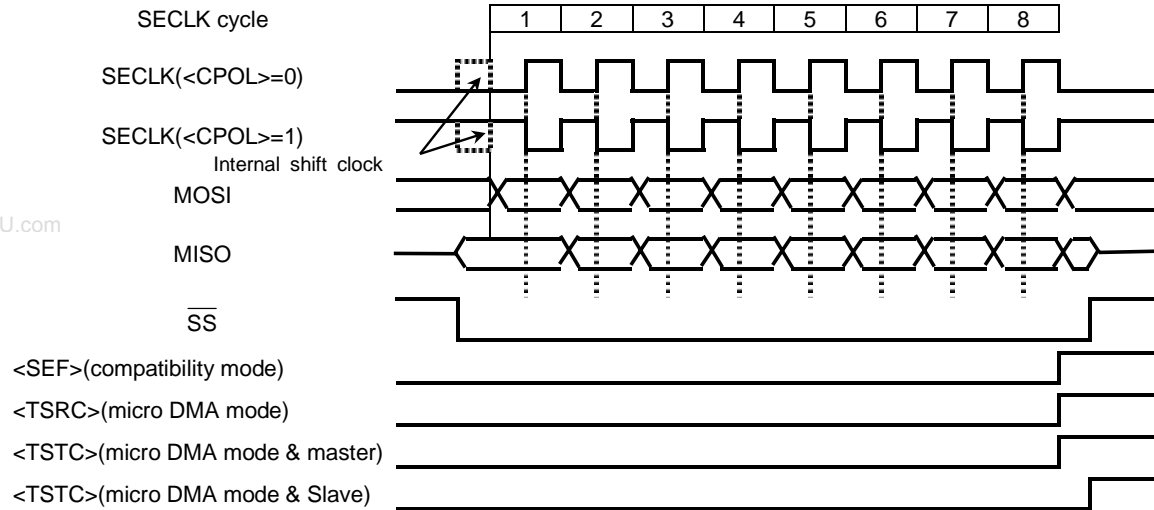 SECLK cycle 1 2 3 4 5 6 7 8
SECLK(<CPOL>=0)
SECLK(<CPOL>=1)
Internal shift clock
MOSI
U.com
MISO
SS
<SEF>(compatibility mode)
<TSRC>(micro DMA mode)
<TSTC>(micro DMA mode & master)
<TSTC>(micro DMA mode & Slave)